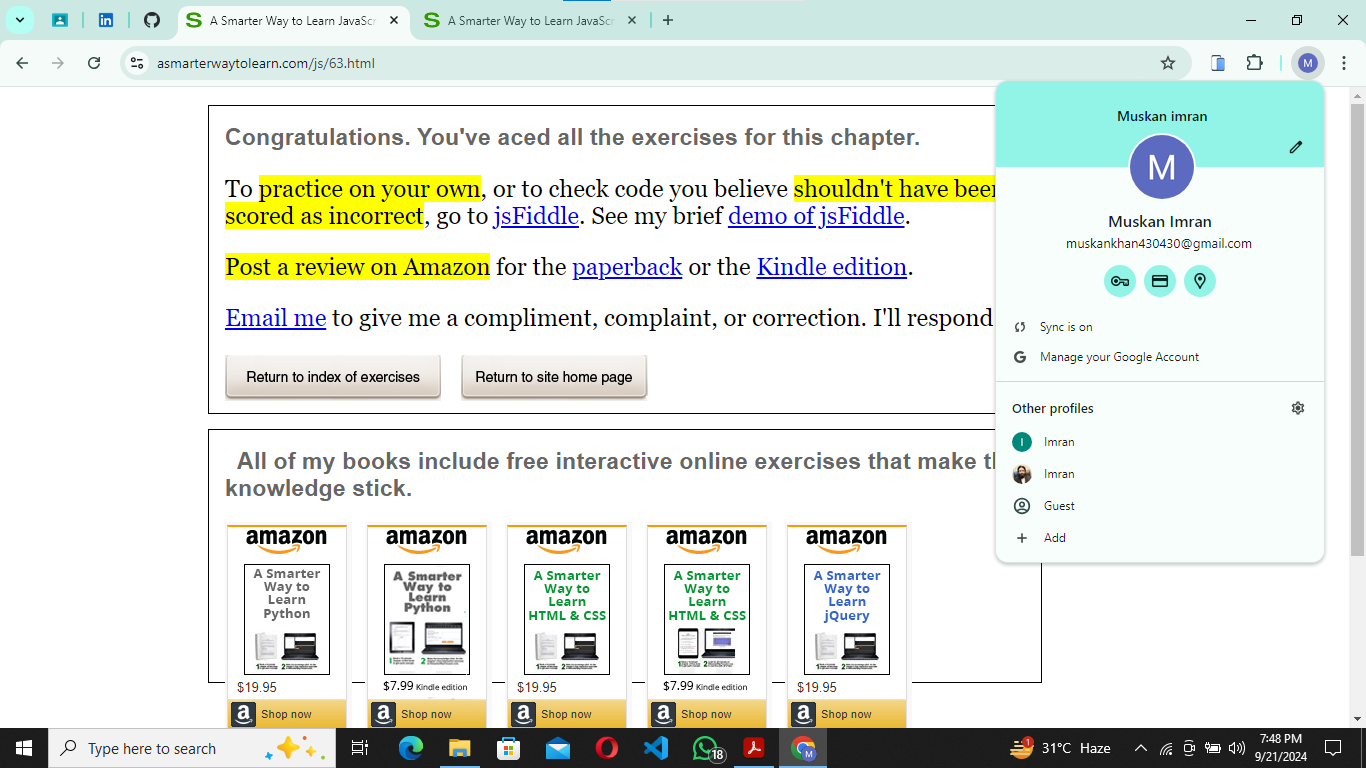 A Smarter Way to Learn JavaSc
A Smarter Way to Learn JavaSc
asmarterwaytolearn.com/js/63.html
M
Congratulations. You've aced all the exercises for this chapter.
To practice on your own, or to check code you believe shouldn't have been
scored as incorrect, go to jsFiddle. See my brief demo of jsFiddle.
Post a review on Amazon for the paperback or the Kindle edition.
Email me to give me a compliment, complaint, or correction. I'll respond
Return to index of exercises
Return to site home page
All of my books include free interactive online exercises that make th
knowledge stick.
amazon
A Smarter
Way to
Learn
Python
$19.95
Shop now
amazon
A Smarter
Way to
Learn
Python
$7.99 Kindle edition
Shop now
amazon
A Smarter
Way to
Learn
HTML & CSS
$19.95
Shop now
amazon
A Smarter
Way to
Learn
HTML & CSS
$7.99 Kindle edition
Shop now
amazon
A Smarter
Way to
Learn
jQuery
$19.95
Shop now
Muskan imran
M
Muskan Imran
muskankhan430430@gmail.com
Sync is on
Manage your Google Account
Other profiles
I Imran
Imran
Guest
Add
Type here to search
18
M
1
31°C Haze
7:48 PM
9/21/2024